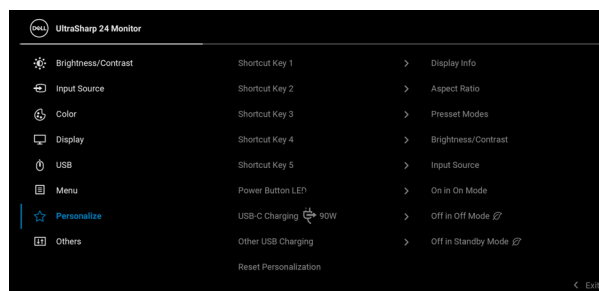 DELL UltraSharp 24 Monitor
Brightness/Contrast Shortcut Key 1 > Display Info
Input Source Shortcut Key 2 > Aspect Ratio
Color Shortcut Key 3 > Presset Modes
Display Shortcut Key 4 > Brightness/Contrast
USB Shortcut Key 5 > Input Source
Menu Power Button LED > On in On Mode
Personalize USB-C Charging 90W > Off in Off Mode
Others Other USB Charging > Off in Standby Mode
Reset Personalization
< Exit